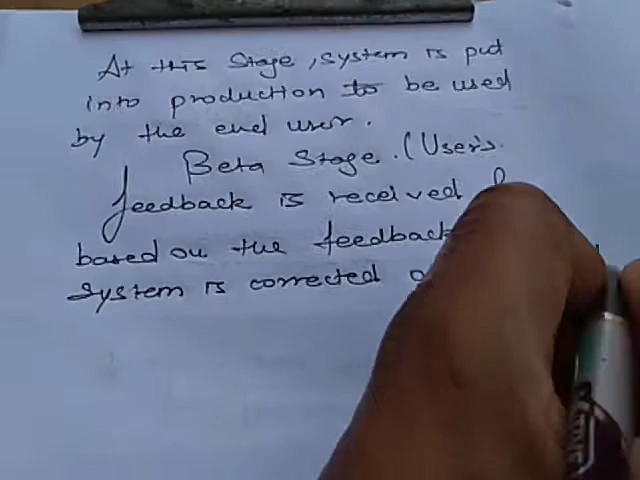 At this Stage, system is put
into production to be used
by the end user.
Beta Stage. (User's.
feedback is received
based on the feedback
System is corrected